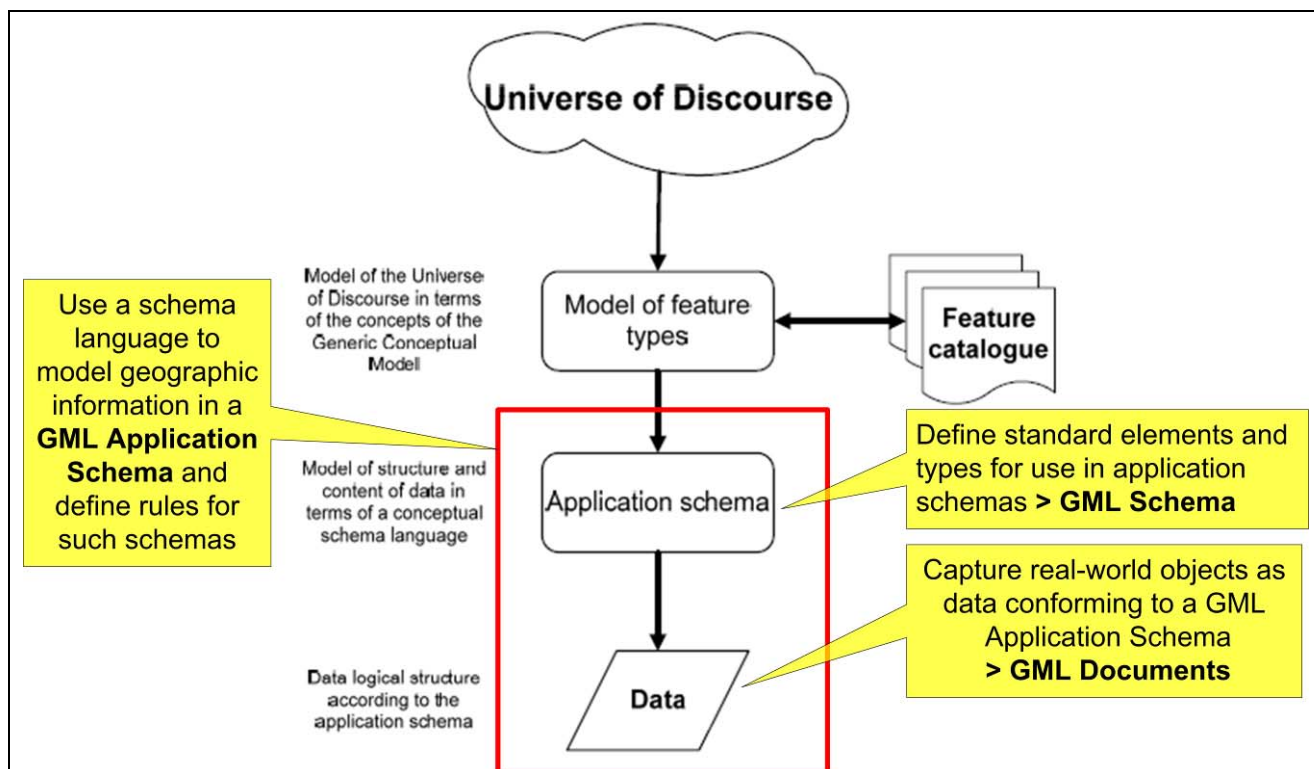 Universe of Discourse
Model of the Universe
of Discourse in terms
of the concepts of the
Generic Conceptual
Model
Model of feature
types
Feature
catalogue
Use a schema
language to
model geographic
information in a
GML Application
Schema and
define rules for
such schemas
Model of structure and
content of data in
terms of a conceptual
schema language
Application schema
Define standard elements and
types for use in application
schemas > GML Schema
Capture real-world objects as
data conforming to a GML
Application Schema
> GML Documents
Data logical structure
according to the
application schema
Data